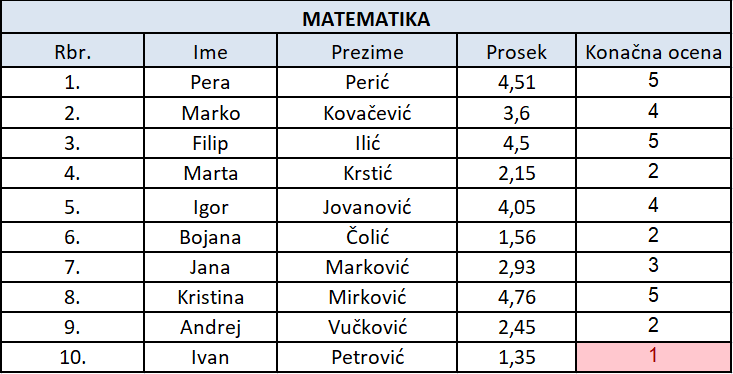 MATEMATIKA
Rbr. Ime Prezime Prosek Konačna ocena
1. Pera Perić 4,51 5
2. Marko Kovačević 3,6 4
3. Filip Ilić 4,5 5
4. Marta Krstić 2,15 2
5. Igor Jovanović 4,05 4
6. Bojana Čolić 1,56 2
7. Jana Marković 2,93 3
8. Kristina Mirković 4,76 5
9. Andrej Vučković 2,45 2
10. Ivan Petrović 1,35 1